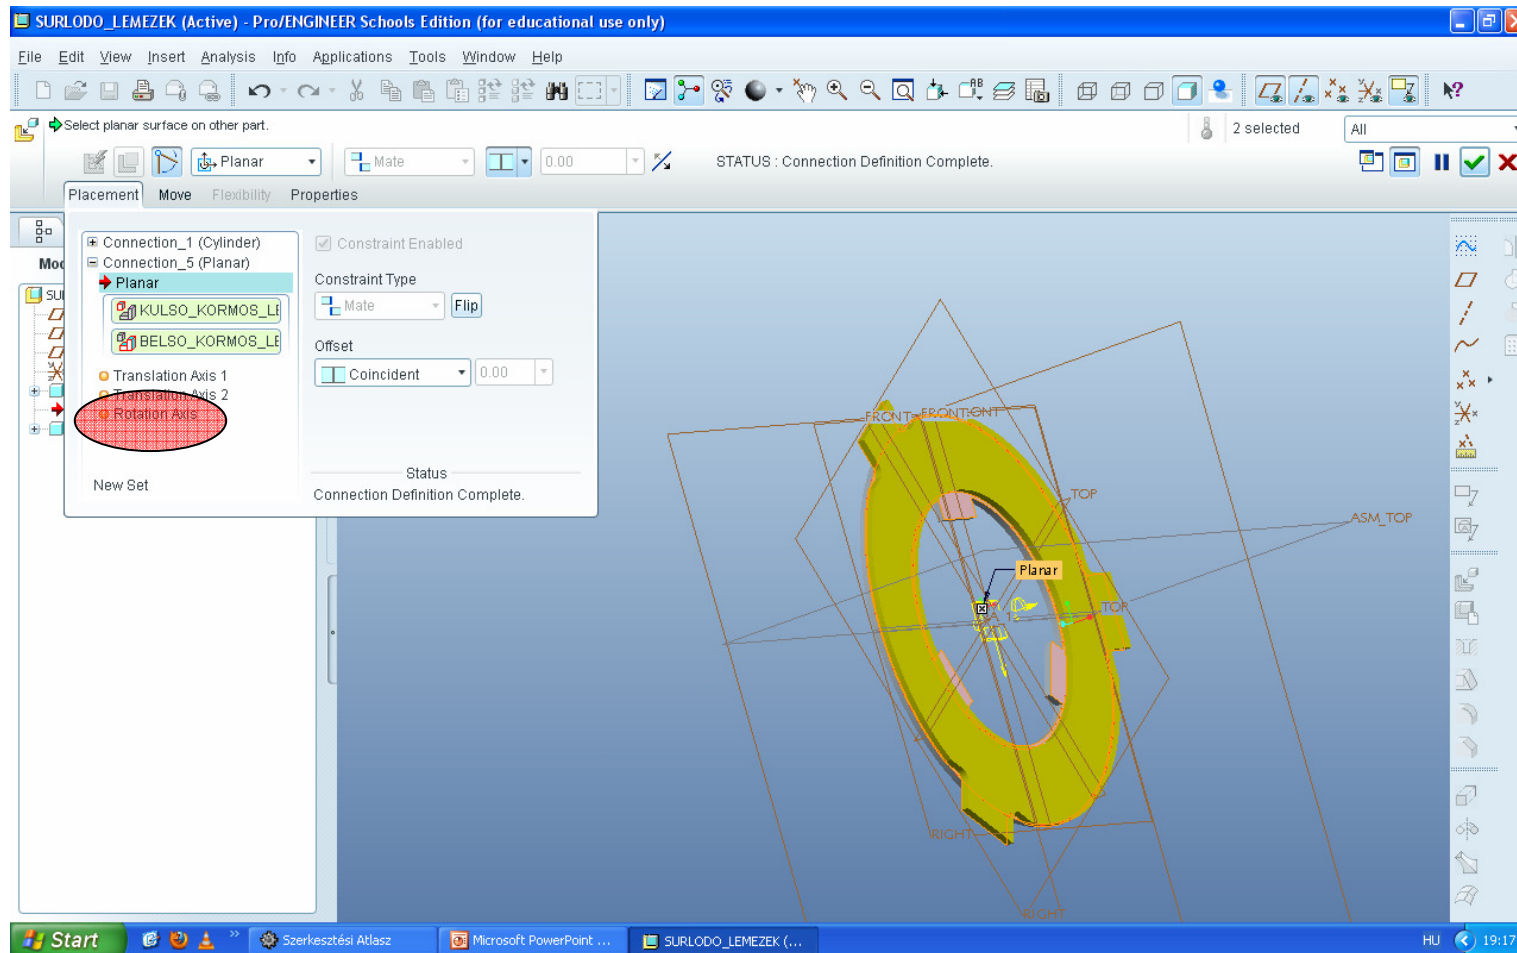 SURLODO_LEMEZEK (Active) - Pro/ENGINEER Schools Edition (for educational use only)
File Edit View Insert Analysis Info Applications Tools Window Help
Select planar surface on other part.
2 selected
All
Planar
Mate
0.00
STATUS : Connection Definition Complete.
Placement Move Flexibility Properties
Connection_1 (Cylinder)
Connection_5 (Planar)
Planar
KULSO_KORMOS_LE
BELSO_KORMOS_LE
Translation Axis 1
Translation Axis 2
Rotation Axis
New Set
Constraint Enabled
Constraint Type
Mate
Flip
Offset
Coincident
0.00
Status
Connection Definition Complete.
FRONT
FRONT
TOP
ASM_TOP
Planar
TOP
RIGHT
RIGHT
Start
Szerkesztési Atlasz
Microsoft PowerPoint ...
SURLODO_LEMEZEK (...
HU
19:17